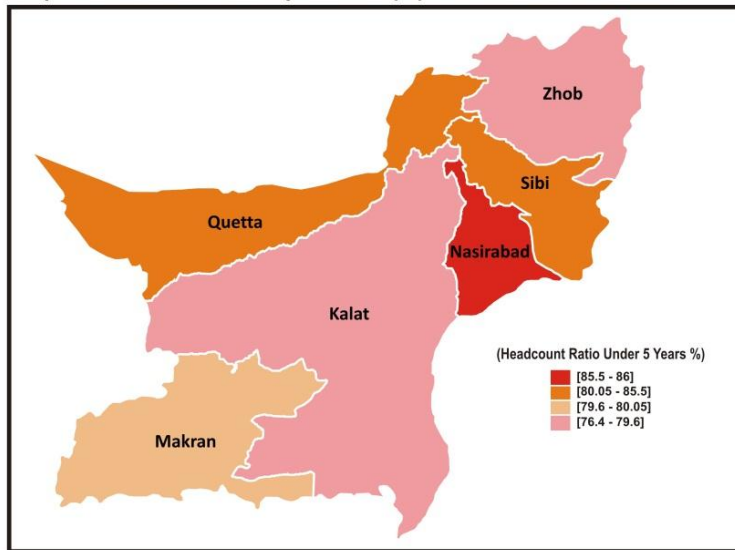 Zhob
Sibi
Quetta
Nasirabad
Kalat
Makran
(Headcount Ratio Under 5 Years %)
[85.5 - 86]
[80.05 - 85.5]
[79.6 - 80.05]
[76.4 - 79.6]